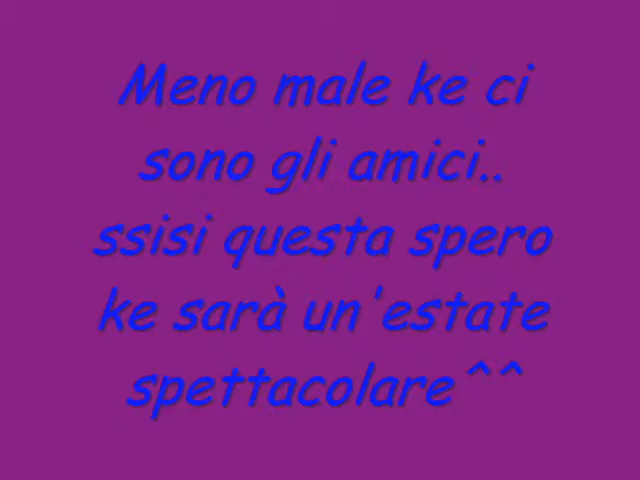 Meno male ke ci
sono gli amici..
ssisi questa spero
ke sarà un'estate
spettacolare^^